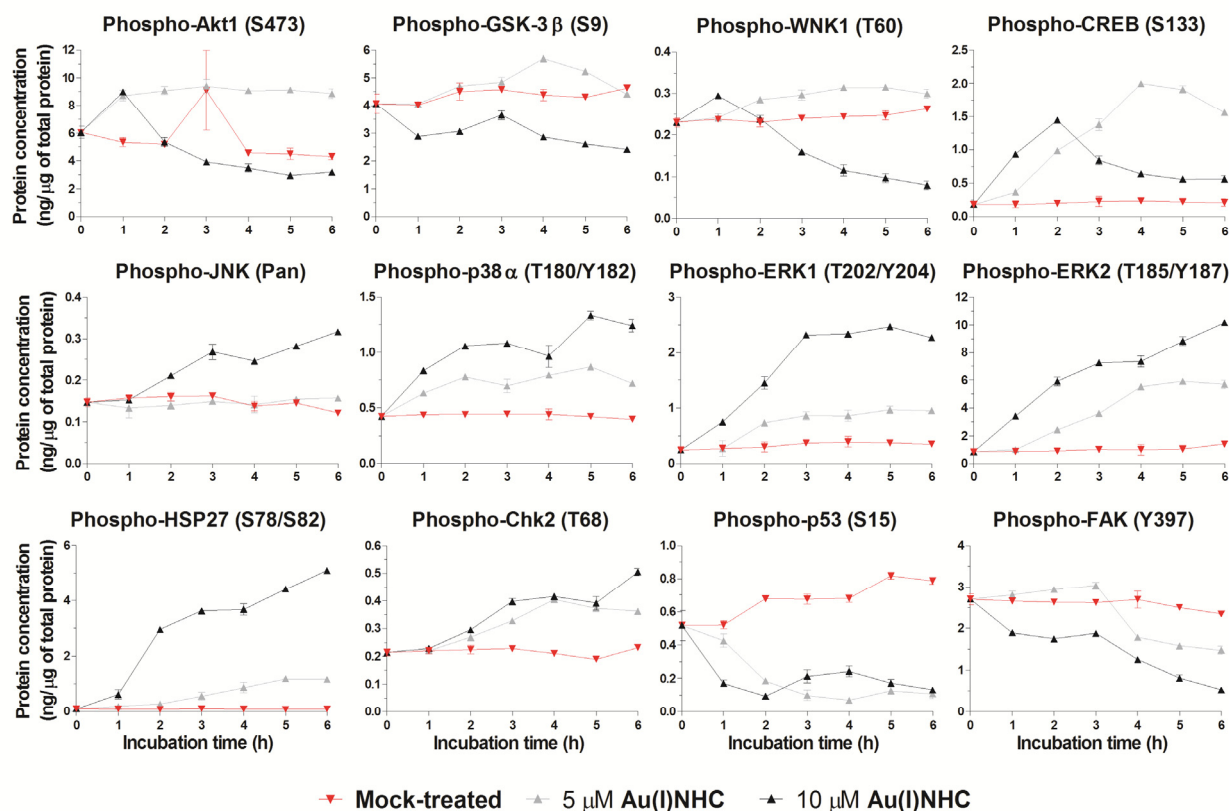 Phospho-Akt1 (S473) Phospho-GSK-3β (S9) Phospho-WNK1 (T60) Phospho-CREB (S133)
Protein concentration
(ng/μg of total protein)
12 10 8 6 4 2 0
0 1 2 3 4 5 6
6 5 4 3 2 1 0
0 1 2 3 4 5 6
0.4 0.3 0.2 0.1 0.0
0 1 2 3 4 5 6
2.5 2.0 1.5 1.0 0.5 0.0
0 1 2 3 4 5 6
Phospho-JNK (Pan) Phospho-p38α (T180/Y182) Phospho-ERK1 (T202/Y204) Phospho-ERK2 (T185/Y187)
Protein concentration
(ng/μg of total protein)
0.4 0.3 0.2 0.1 0.0
0 1 2 3 4 5 6
1.5 1.0 0.5 0.0
0 1 2 3 4 5 6
3 2 1 0
0 1 2 3 4 5 6
12 10 8 6 4 2 0
0 1 2 3 4 5 6
Phospho-HSP27 (S78/S82) Phospho-Chk2 (T68) Phospho-p53 (S15) Phospho-FAK (Y397)
Protein concentration
(ng/μg of total protein)
6 4 2 0
0 1 2 3 4 5 6
0.6 0.5 0.4 0.3 0.2 0.1 0.0
0 1 2 3 4 5 6
1.0 0.8 0.6 0.4 0.2 0.0
0 1 2 3 4 5 6
4 3 2 1 0
0 1 2 3 4 5 6
Incubation time (h) Incubation time (h) Incubation time (h) Incubation time (h)
Mock-treated 5 μM Au(I)NHC 10 μM Au(I)NHC